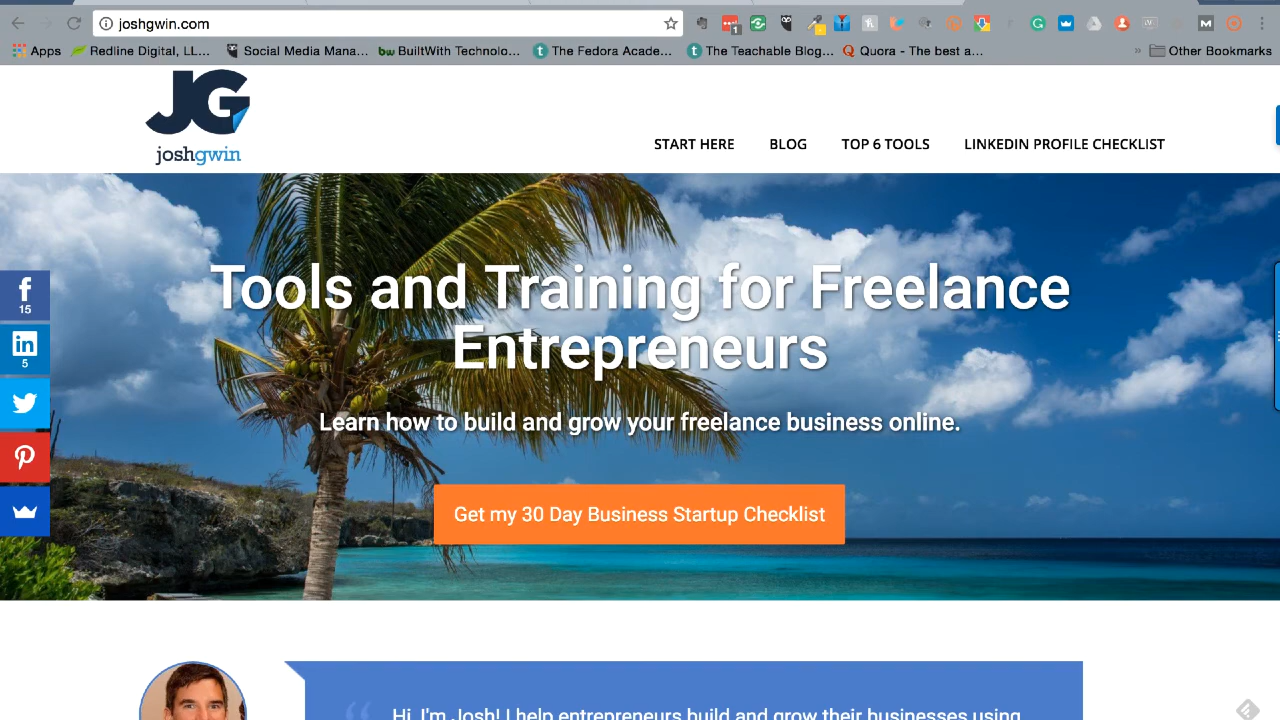 joshgwin.com
1
Apps
Redline Digital, LL...
Social Media Mana...
bw BuiltWith Technolo...
t The Fedora Acade...
t The Teachable Blog...
Q Quora - The best a...
»
Other Bookmarks
JG
joshgwin
START HERE
BLOG
TOP 6 TOOLS
LINKEDIN PROFILE CHECKLIST
f
15
in
5
Tools and Training for Freelance
Entrepreneurs
Learn how to build and grow your freelance business online.
Get my 30 Day Business Startup Checklist
“
Hi, I'm Josh! I help entrepreneurs build and grow their businesses using